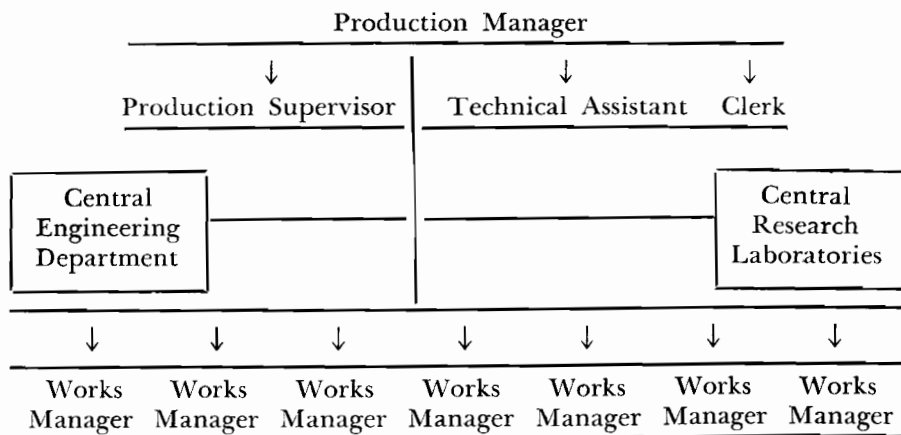 Production Manager
Production Supervisor Technical Assistant Clerk
Central
Engineering
Department
Central
Research
Laboratories
Works Works Works Works Works Works Works
Manager Manager Manager Manager Manager Manager Manager